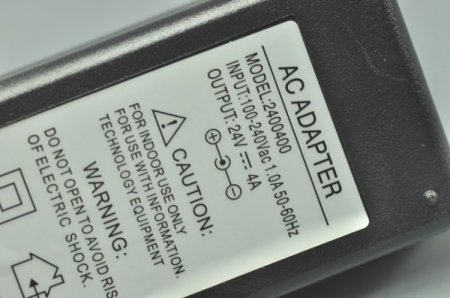 AC ADAPTER
MODEL:2400400
INPUT:100-240Vac 1.0A 50-60Hz
OUTPUT: 24V ⎓ 4A
CAUTION:
FOR INDOOR USE ONLY
FOR USE WITH INFORMATION
TECHNOLOGY EQUIPMENT
WARNING:
DO NOT OPEN TO AVOID RIS
OF ELECTRIC SHOCK.